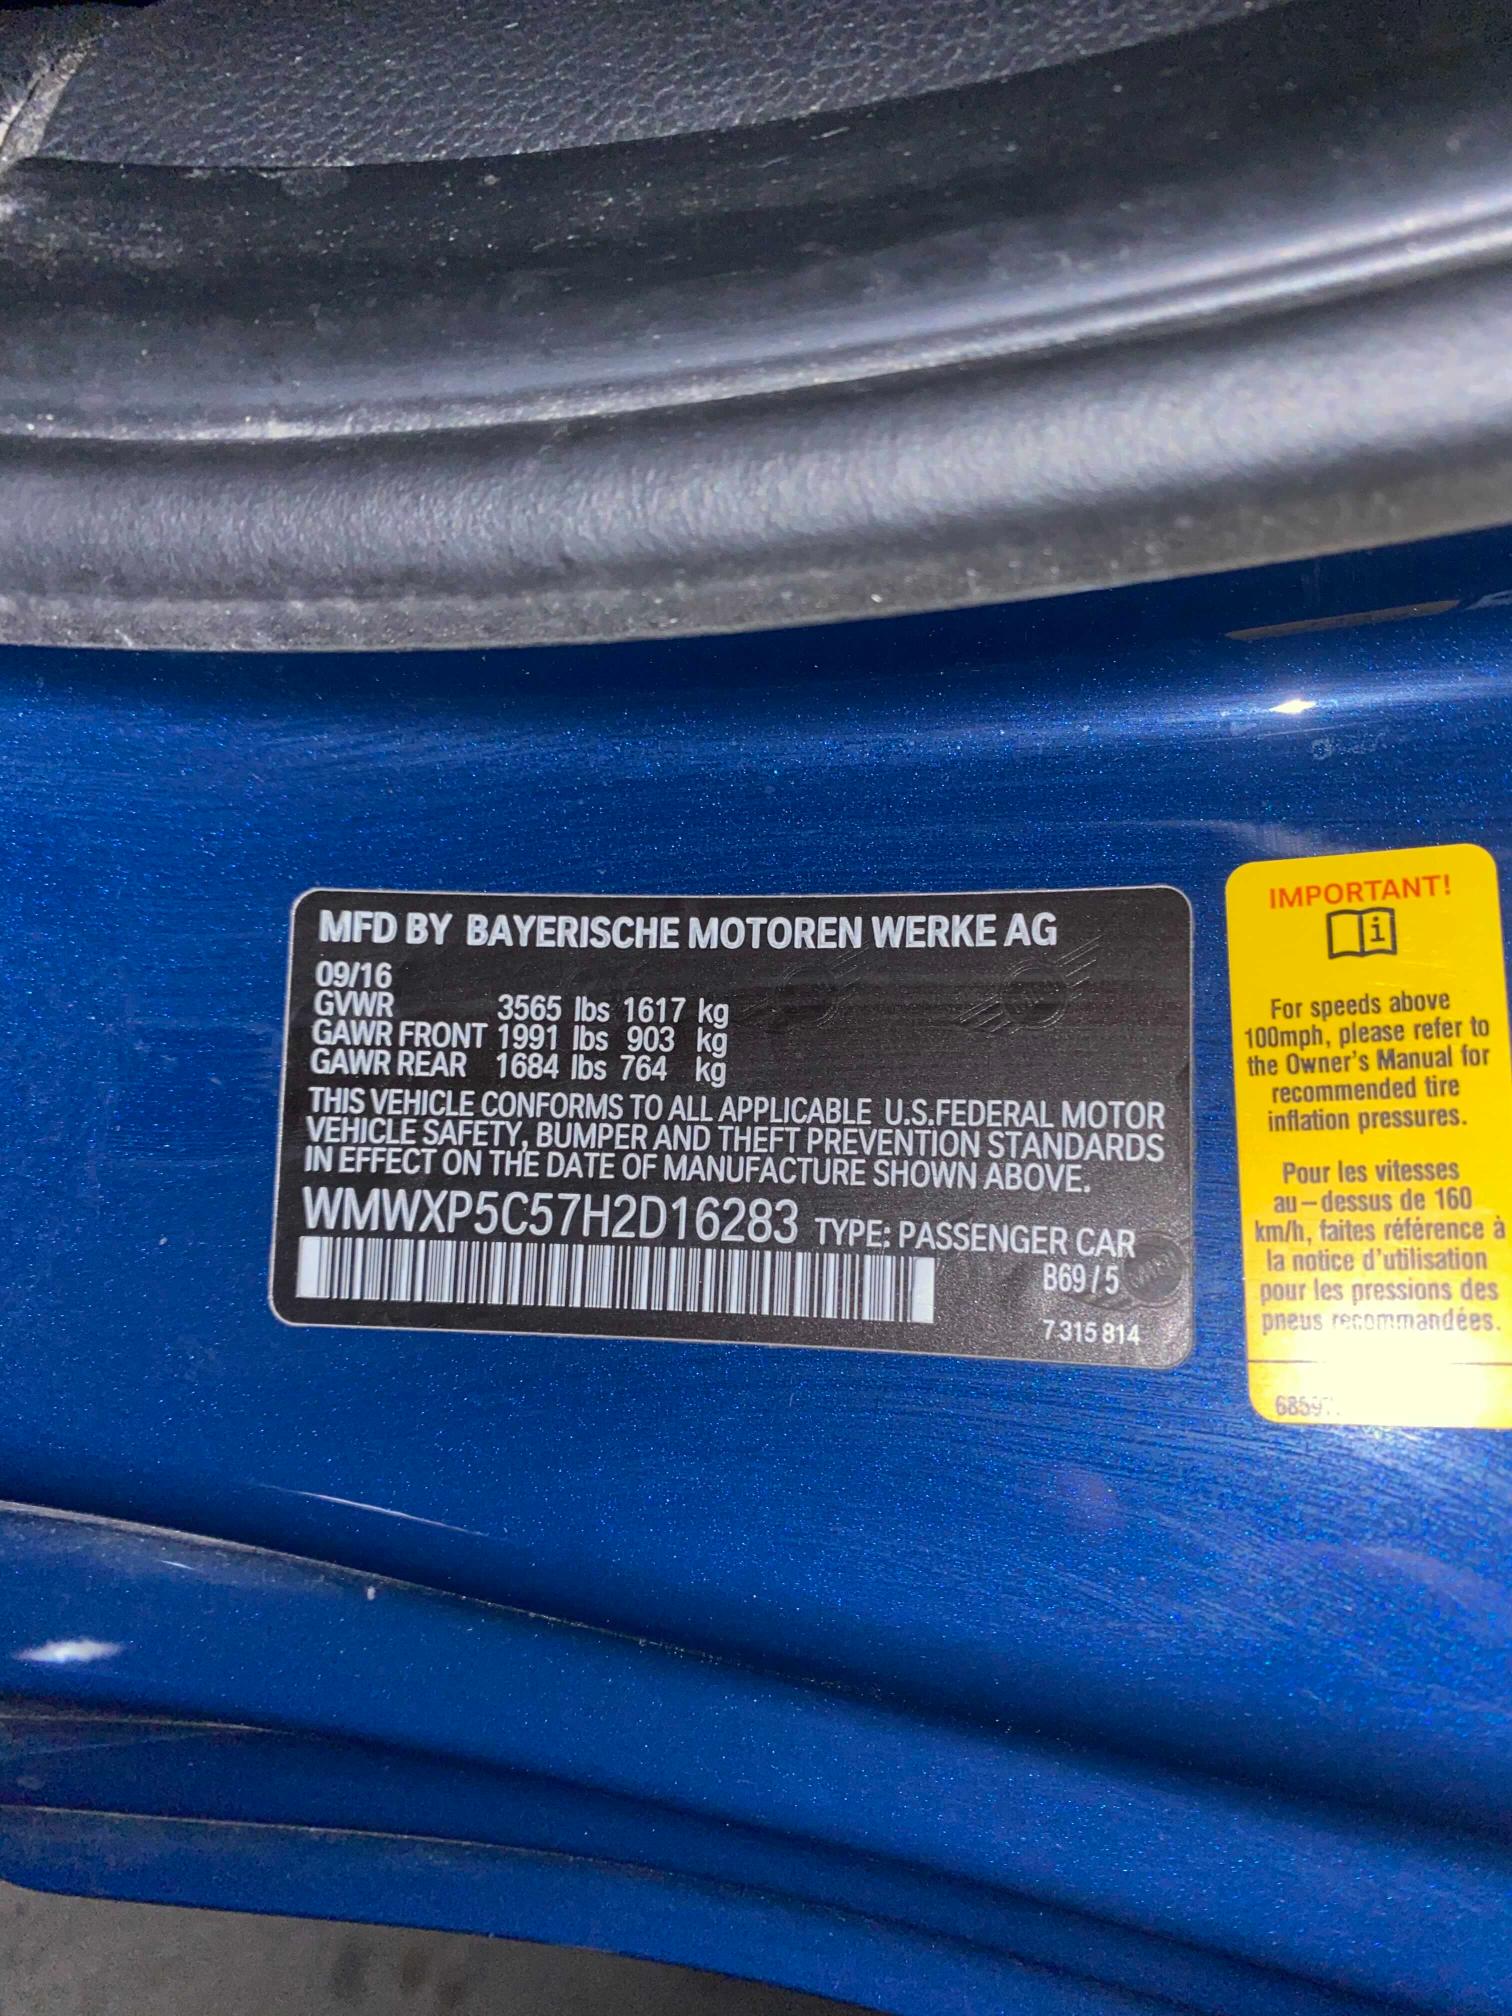 MFD BY BAYERISCHE MOTOREN WERKE AG
09/16
GVWR 3565 lbs 1617 kg
GAWR FRONT 1991 lbs 903 kg
GAWR REAR 1684 lbs 764 kg
THIS VEHICLE CONFORMS TO ALL APPLICABLE U.S.FEDERAL MOTOR
VEHICLE SAFETY, BUMPER AND THEFT PREVENTION STANDARDS
IN EFFECT ON THE DATE OF MANUFACTURE SHOWN ABOVE.
WMWXP5C57H2D16283 TYPE: PASSENGER CAR
B69/5
7 315 814
IMPORTANT!
For speeds above
100mph, please refer to
the Owner's Manual for
recommended tire
inflation pressures.
Pour les vitesses
au-dessus de 160
km/h, faites référence à
la notice d'utilisation
pour les pressions des
pneus recommandées.